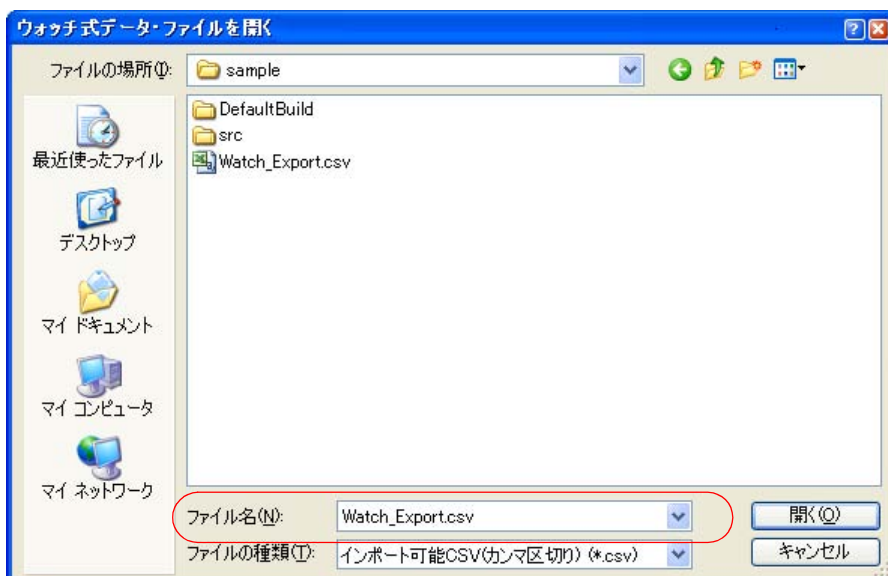 ウォッチ式データ・ファイルを開く
ファイルの場所(I):
sample
DefaultBuild
src
Watch_Export.csv
最近使ったファイル
デスクトップ
マイ ドキュメント
マイ コンピュータ
マイ ネットワーク
ファイル名(N): Watch_Export.csv 開く(O)
ファイルの種類(T): インポート可能CSV(カンマ区切り) (*.csv) キャンセル